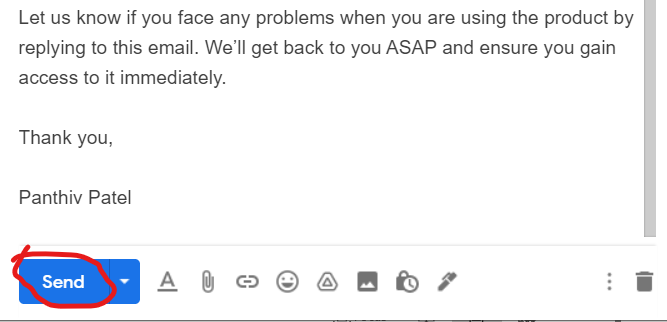 Let us know if you face any problems when you are using the product by
replying to this email. We’ll get back to you ASAP and ensure you gain
access to it immediately.
Thank you,
Panthiv Patel
Send